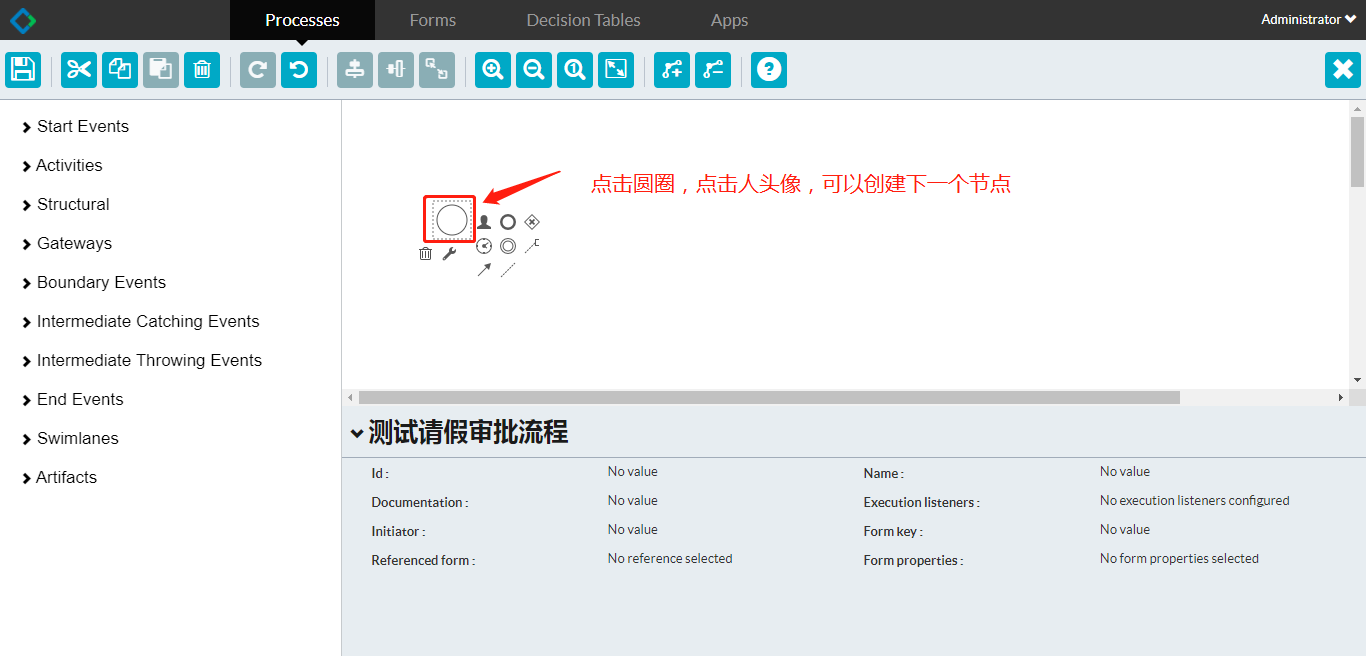 Processes Forms Decision Tables Apps Administrator
Start Events
Activities
Structural
Gateways
Boundary Events
Intermediate Catching Events
Intermediate Throwing Events
End Events
Swimlanes
Artifacts
点击圆圈，点击人头像，可以创建下一个节点
测试请假审批流程
Id : No value Name : No value
Documentation : No value Execution listeners : No execution listeners configured
Initiator : No value Form key : No value
Referenced form : No reference selected Form properties : No form properties selected